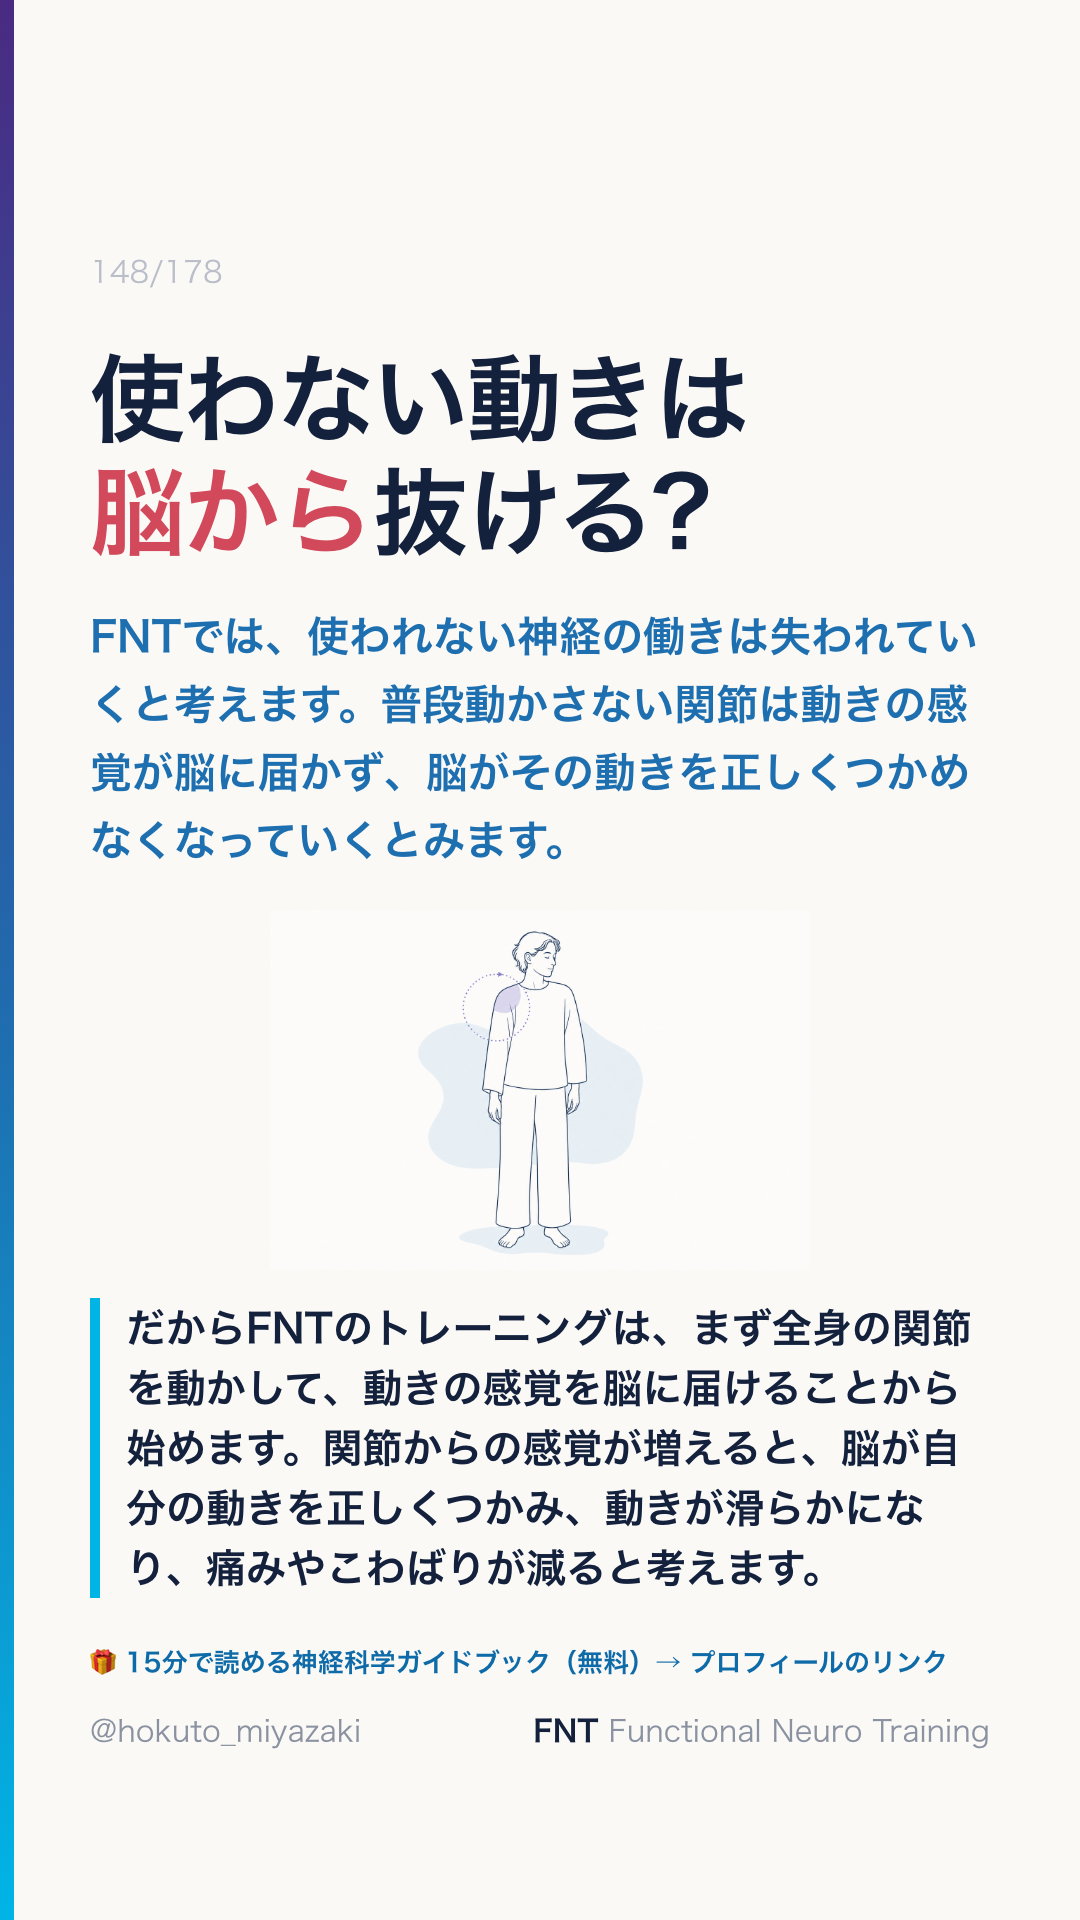 148/178
使わない動きは
脳から抜ける?
FNTでは、使われない神経の働きは失われてい
くと考えます。普段動かさない関節は動きの感
覚が脳に届かず、脳がその動きを正しくつかめ
なくなっていくとみます。
だからFNTのトレーニングは、まず全身の関節
を動かして、動きの感覚を脳に届けることから
始めます。関節からの感覚が増えると、脳が自
分の動きを正しくつかみ、動きが滑らかにな
り、痛みやこわばりが減ると考えます。
🎁 15分で読める神経科学ガイドブック（無料）→ プロフィールのリンク
@hokuto_miyazaki FNT Functional Neuro Training